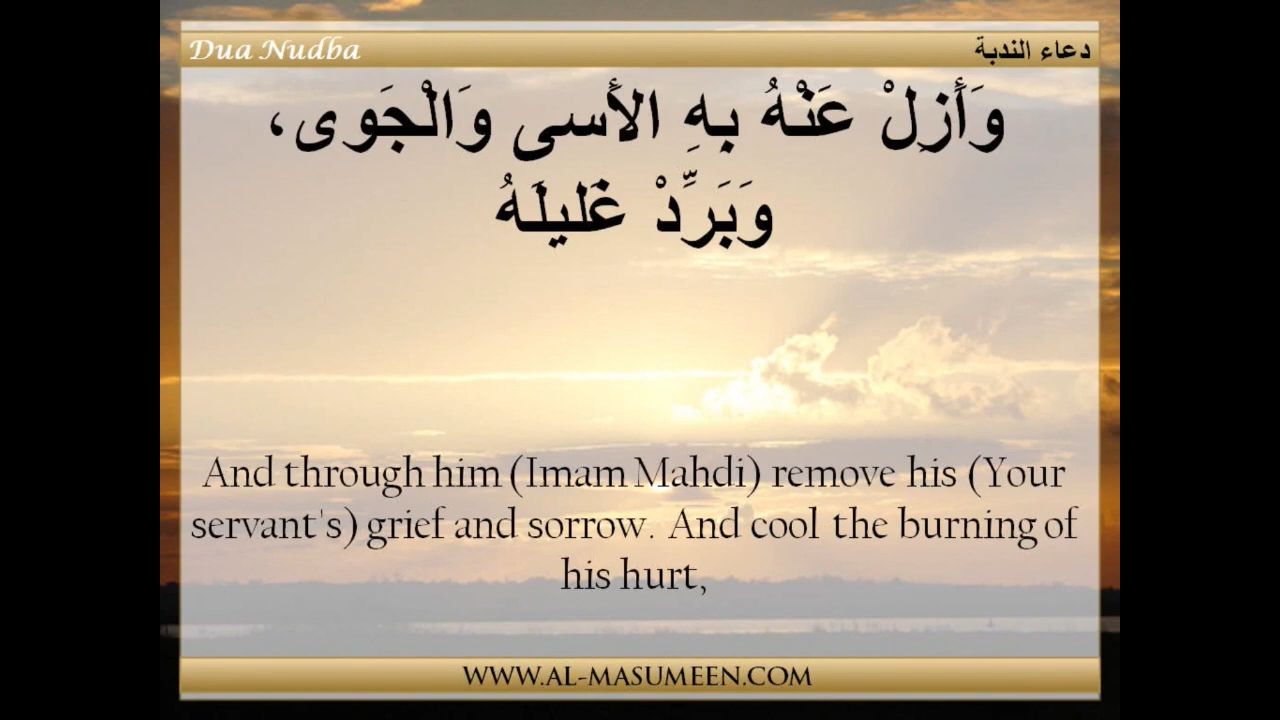 Dua Nudba
دعاء الندبة
وَأَزِلْ عَنْهُ بِهِ الأَسى وَالْجَوى،
وَبَرِّدْ غَليلَهُ
And through him (Imam Mahdi) remove his (Your
servant's) grief and sorrow. And cool the burning of
his hurt,
WWW.AL-MASUMEEN.COM